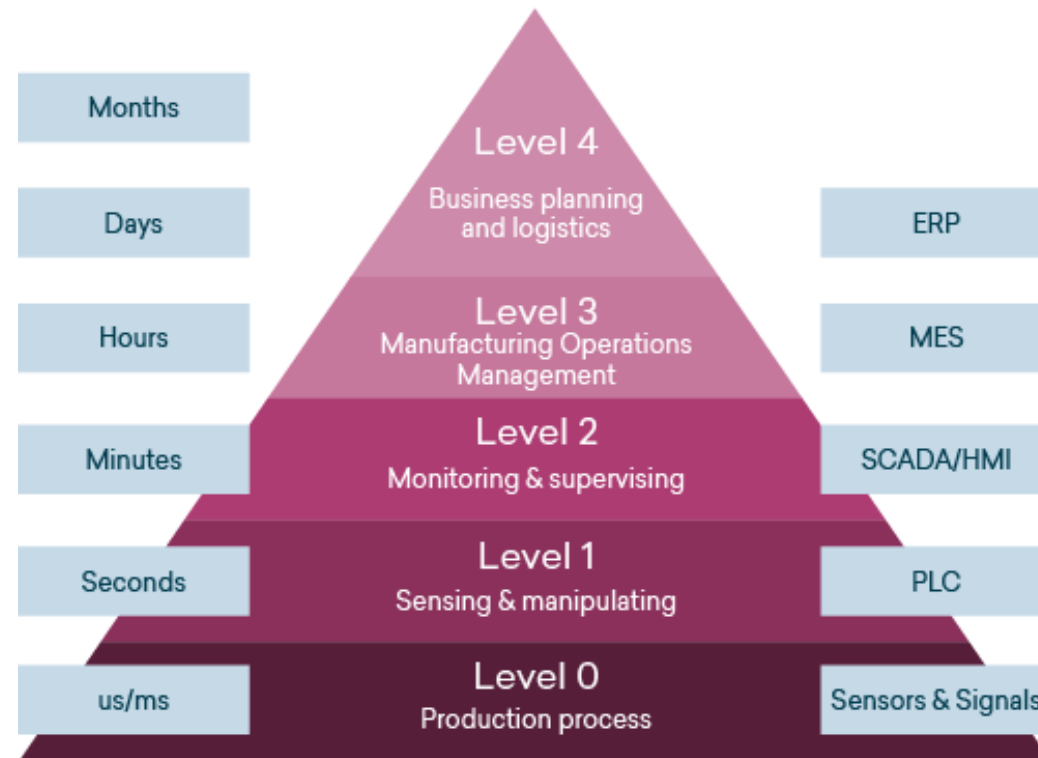 Months
Level 4
Business planning
and logistics
Days
ERP
Level 3
Manufacturing Operations
Management
Hours
MES
Level 2
Monitoring & supervising
Minutes
SCADA/HMI
Level 1
Sensing & manipulating
Seconds
PLC
Level 0
Production process
us/ms
Sensors & Signals